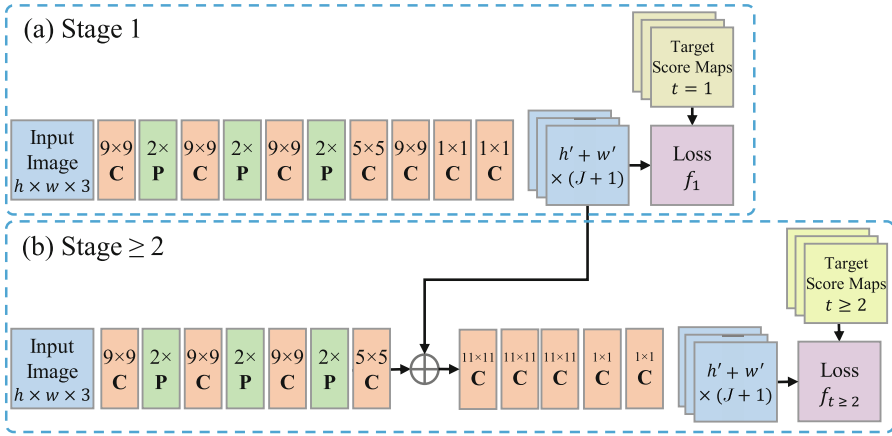 (a) Stage 1
Target
Score Maps
t = 1
Input
Image
h × w × 3
9×9
C
2×
P
9×9
C
2×
P
9×9
C
2×
P
5×5
C
9×9
C
1×1
C
1×1
C
h′ + w′
× (J + 1)
Loss
f₁
(b) Stage ≥ 2
Target
Score Maps
t ≥ 2
Input
Image
h × w × 3
9×9
C
2×
P
9×9
C
2×
P
9×9
C
2×
P
5×5
C
11×11
C
11×11
C
11×11
C
1×1
C
1×1
C
h′ + w′
× (J + 1)
Loss
f t ≥ 2